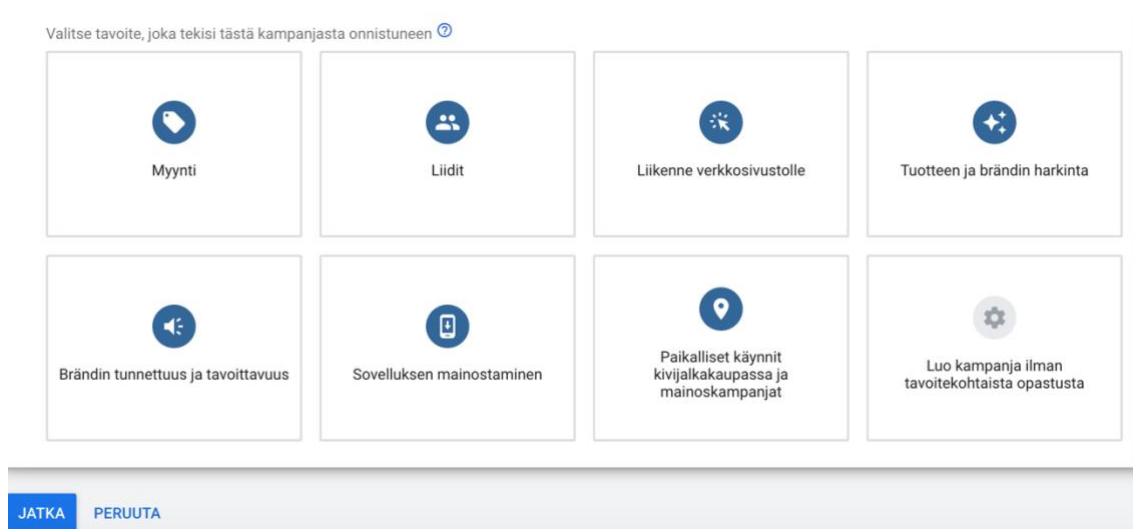 Valitse tavoite, joka tekisi tästä kampanjasta onnistuneen
Myynti
Liidit
Liikenne verkkosivustolle
Tuotteen ja brändin harkinta
Brändin tunnettuus ja tavoittavuus
Sovelluksen mainostaminen
Paikalliset käynnit
kivijalkakaupassa ja
mainoskampanjat
Luo kampanja ilman
tavoitekohtaista opastusta
JATKA
PERUUTA